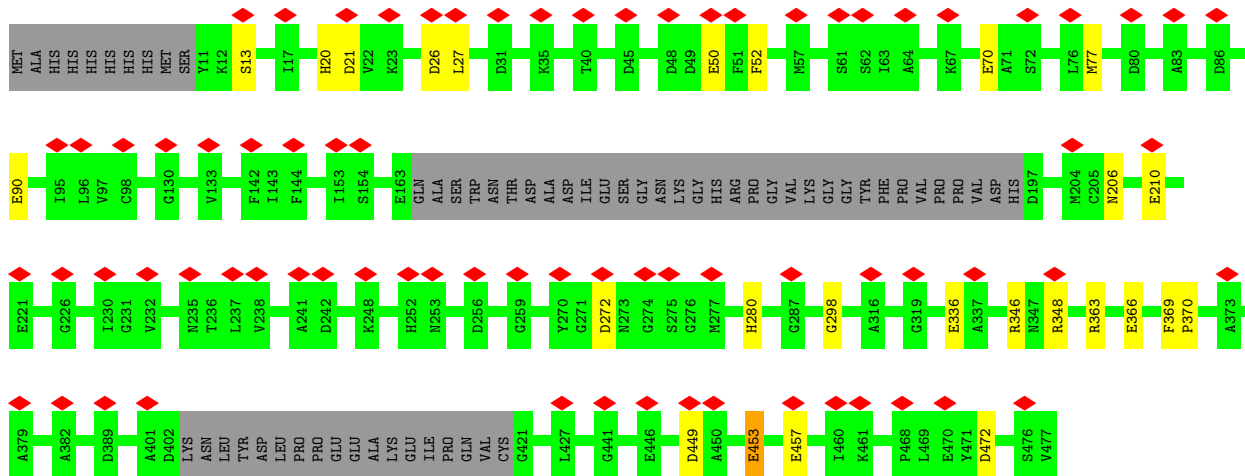 MET ALA HIS HIS HIS HIS HIS HIS MET SER Y11 K12 S13 I17 H20 D21 V22 K23 D26 L27 D31 K35 T40 D45 D48 D49 E50 F51 F52 M57 S61 S62 I63 A64 K67 E70 A71 S72 L76 M77 D80 A83 D86
E90 I95 L96 V97 C98 G130 V133 F142 I143 F144 I153 S154 E163 GLN ALA SER TRP ASN THR ASP ALA ASP ILE GLU SER GLY ASN LYS GLY HIS ARG PRO GLY VAL LYS GLY GLY TYR PHE PRO VAL PRO PRO VAL ASP HIS D197 M204 C205 N206 E210
E221 G226 I230 G231 V232 N235 T236 L237 V238 A241 D242 K248 H252 N253 D256 G259 Y270 G271 D272 N273 G274 S275 G276 M277 H280 G287 G298 A316 G319 E336 A337 R346 N347 R348 R363 E366 F369 P370 A373
A379 A382 D389 A401 D402 LYS ASN LEU TYR ASP LEU PRO PRO GLU GLU ALA LYS GLU ILE PRO GLN VAL CYS G421 L427 G441 E446 D449 A450 E453 E457 I460 K461 P468 L469 E470 Y471 D472 S476 V477